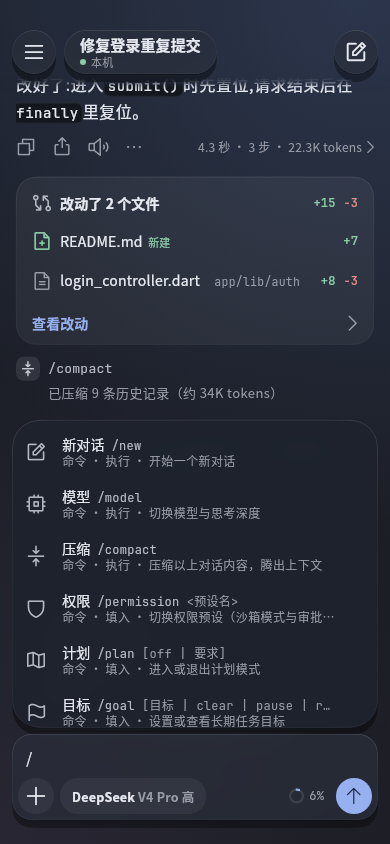 修复登录重复提交
本机
改好了:进入 submit() 时先置位,请求结束后在
finally 里复位。
4.3 秒 · 3 步 · 22.3K tokens
改动了 2 个文件 +15 -3
README.md 新建 +7
login_controller.dart app/lib/auth +8 -3
查看改动
/compact
已压缩 9 条历史记录（约 34K tokens）
新对话 /new
命令 · 执行 · 开始一个新对话
模型 /model
命令 · 执行 · 切换模型与思考深度
压缩 /compact
命令 · 执行 · 压缩以上对话内容，腾出上下文
权限 /permission <预设名>
命令 · 填入 · 切换权限预设（沙箱模式与审批…
计划 /plan [off | 要求]
命令 · 填入 · 进入或退出计划模式
目标 /goal [目标 | clear | pause | r…
命令 · 填入 · 设置或查看长期任务目标
/
DeepSeek V4 Pro 高 6%